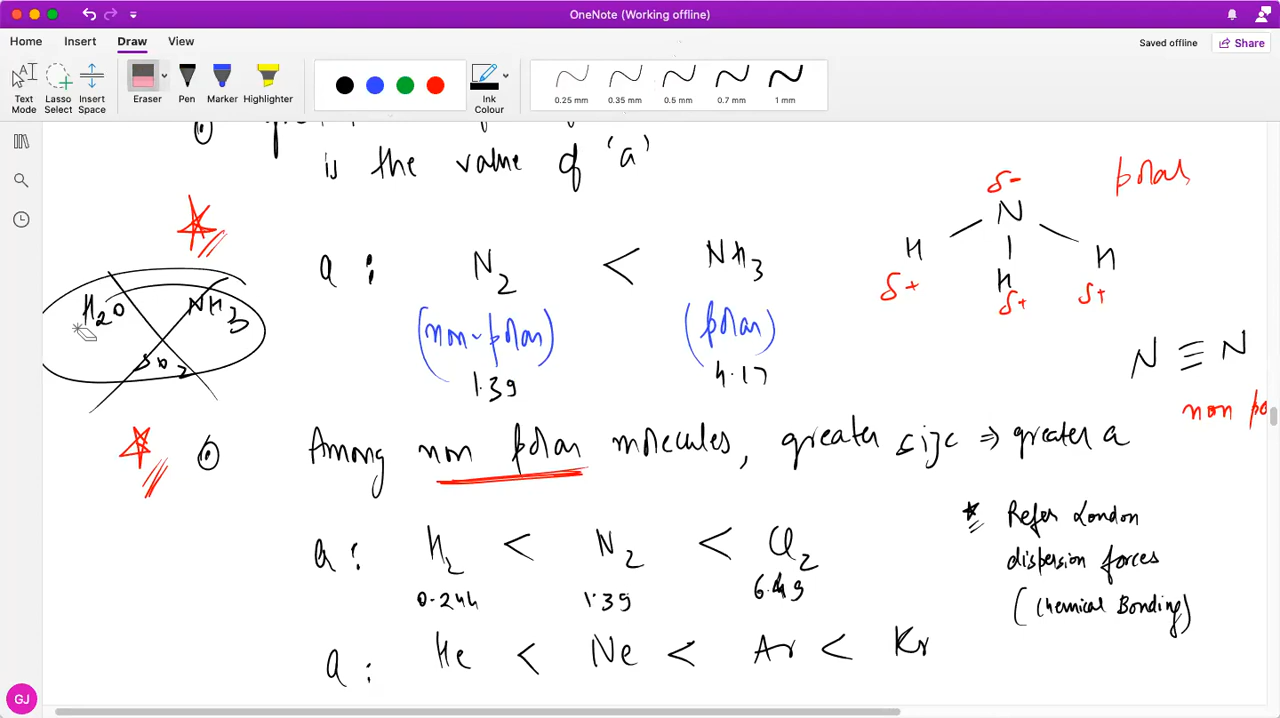 OneNote (Working offline)
Home Insert Draw View
Saved offline
Share
Text Mode
Lasso Select
Insert Space
Eraser
Pen
Marker
Highlighter
Ink Colour
0.25 mm
0.35 mm
0.5 mm
0.7 mm
1 mm
is the value of 'a'
polar
δ-
N
H H H
δ+ δ+ δ+
H2O NH3
SO2
a : N2 < NH3
(non-polar) (polar)
1.39 4.17
N ≡ N
non po
Among non polar molecules, greater size ⇒ greater a
a : H2 < N2 < Cl2
0.244 1.39 6.49
* Refer London
dispersion forces
(Chemical Bonding)
a : He < Ne < Ar < Kr
GJ